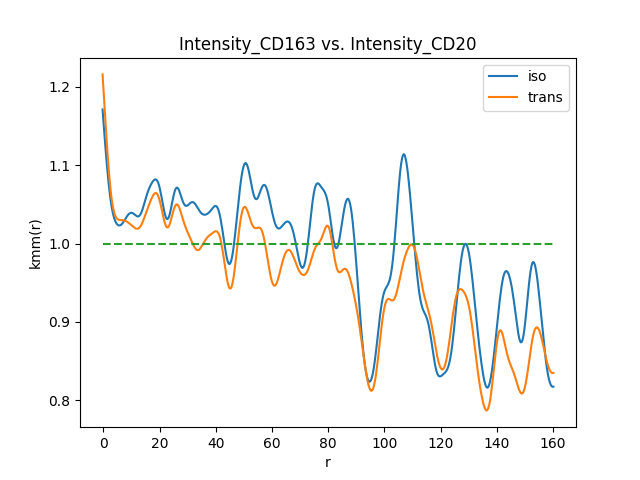 Intensity_CD163 vs. Intensity_CD20
iso
trans
kmm(r)
1.2
1.1
1.0
0.9
0.8
0 20 40 60 80 100 120 140 160
r